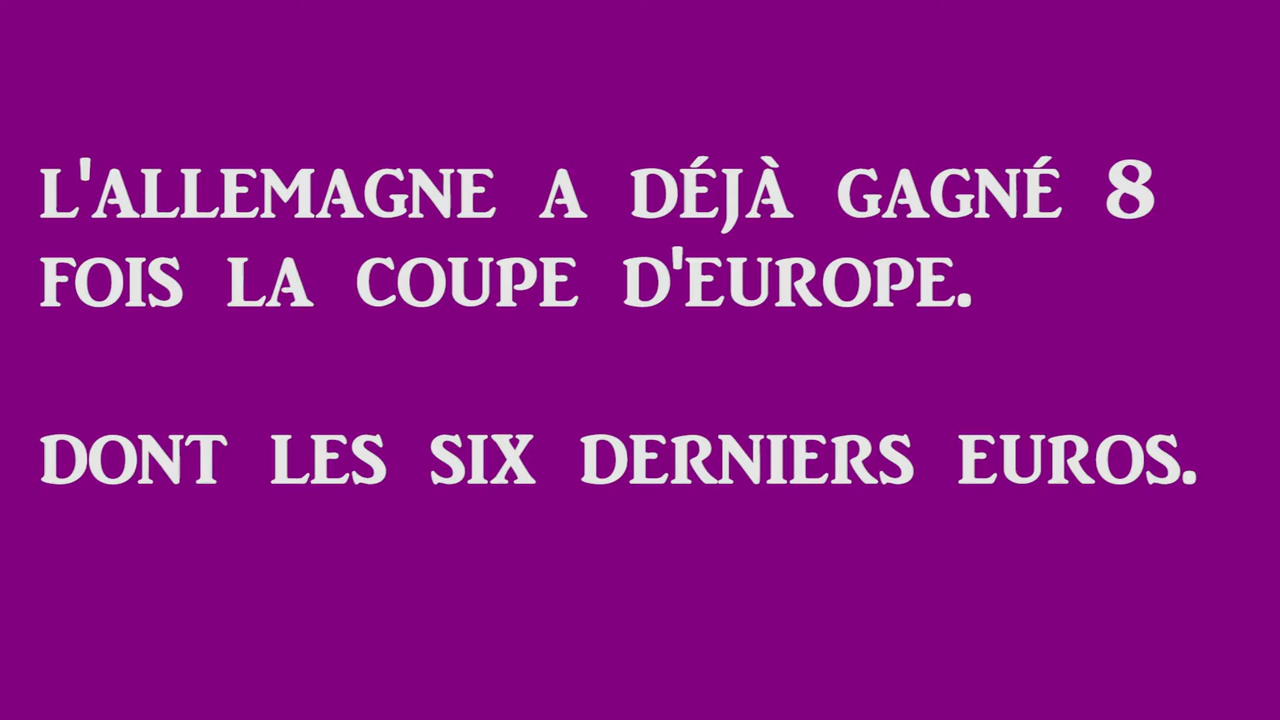 L'ALLEMAGNE A DÉJÀ GAGNÉ 8
FOIS LA COUPE D'EUROPE.
DONT LES SIX DERNIERS EUROS.